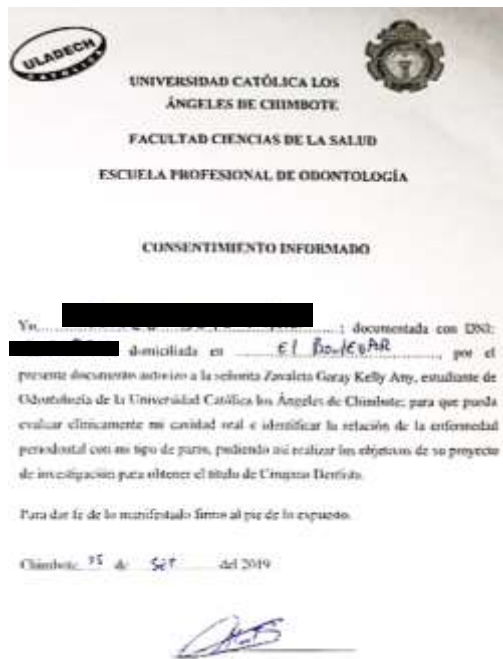 ULADECH
CATÓLICA
UNIVERSIDAD CATÓLICA LOS
ÁNGELES DE CHIMBOTE
FACULTAD CIENCIAS DE LA SALUD
ESCUELA PROFESIONAL DE ODONTOLOGÍA
CONSENTIMIENTO INFORMADO
Yo, ; documentada con DNI:
domiciliada en El BoulEvAR, por el
presente documento autorizo a la señorita Zavaleta Garay Kelly Any, estudiante de
Odontología de la Universidad Católica los Ángeles de Chimbote; para que pueda
evaluar clínicamente mi cavidad oral e identificar la relación de la enfermedad
periodontal con mi tipo de parto, pudiendo así realizar los objetivos de su proyecto
de investigación para obtener el título de Cirujano Dentista.
Para dar fe de lo manifestado firmo al pie de lo expuesto.
Chimbote, de Set del 2019